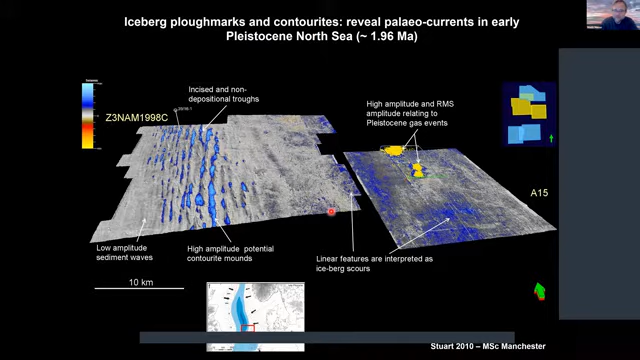 Iceberg ploughmarks and contourites: reveal palaeo-currents in early
Pleistocene North Sea (~ 1.96 Ma)
Incised and non-
depositional troughs
High amplitude and RMS
amplitude relating to
Pleistocene gas events
Z3NAM1998C
A15
Low amplitude
sediment waves
High amplitude potential
contourite mounds
Linear features are interpreted as
ice-berg scours
10 km
Stuart 2010 – MSc Manchester